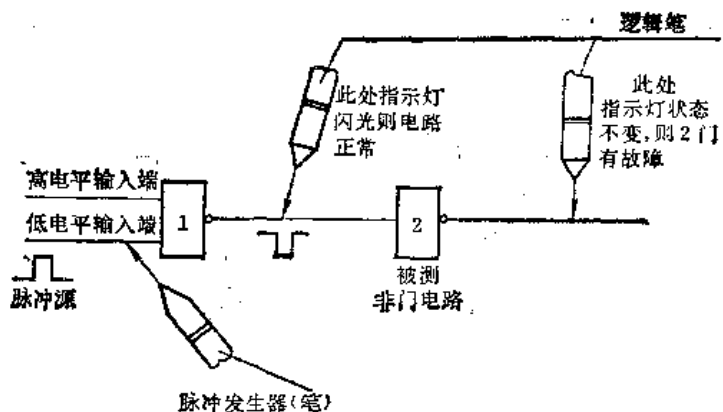 逻辑笔
此处指示灯
闪光则电路
正常
此处
指示灯状态
不变,则2门
有故障
高电平输入端
低电平输入端
1
2
脉冲源
被测
非门电路
脉冲发生器(笔)